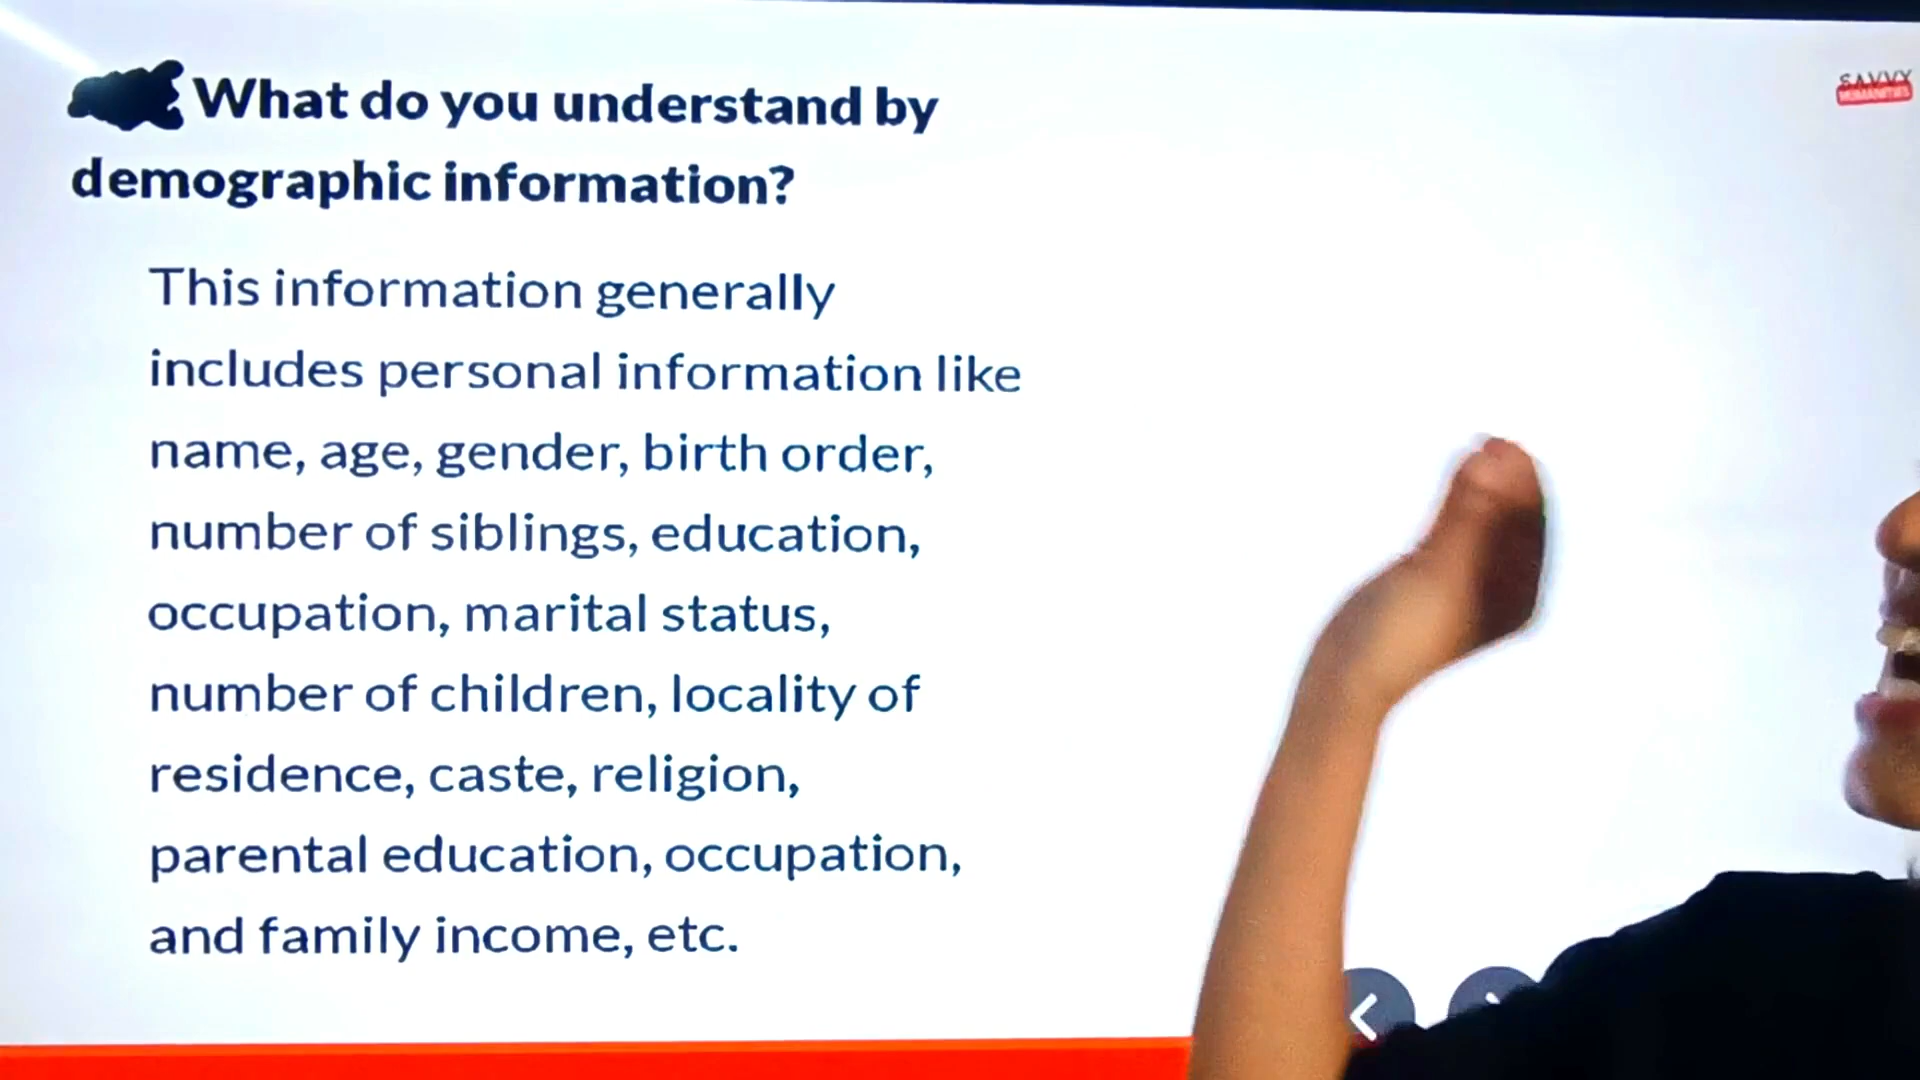 What do you understand by
demographic information?
This information generally
includes personal information like
name, age, gender, birth order,
number of siblings, education,
occupation, marital status,
number of children, locality of
residence, caste, religion,
parental education, occupation,
and family income, etc.
SAVVY
HUMANITIES